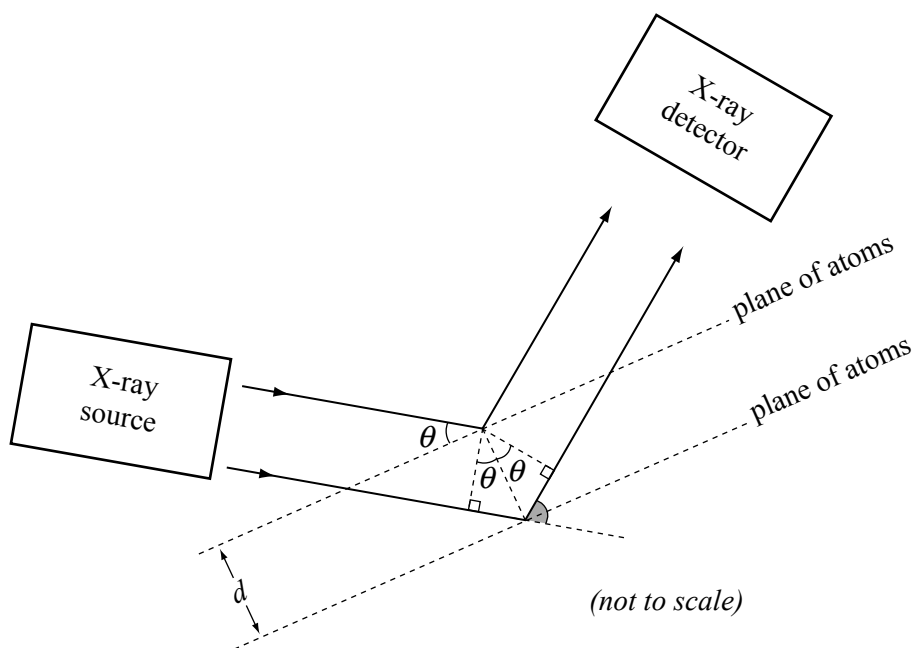 X-ray
detector
plane of atoms
plane of atoms
X-ray
source
θ
θ
θ
d
(not to scale)